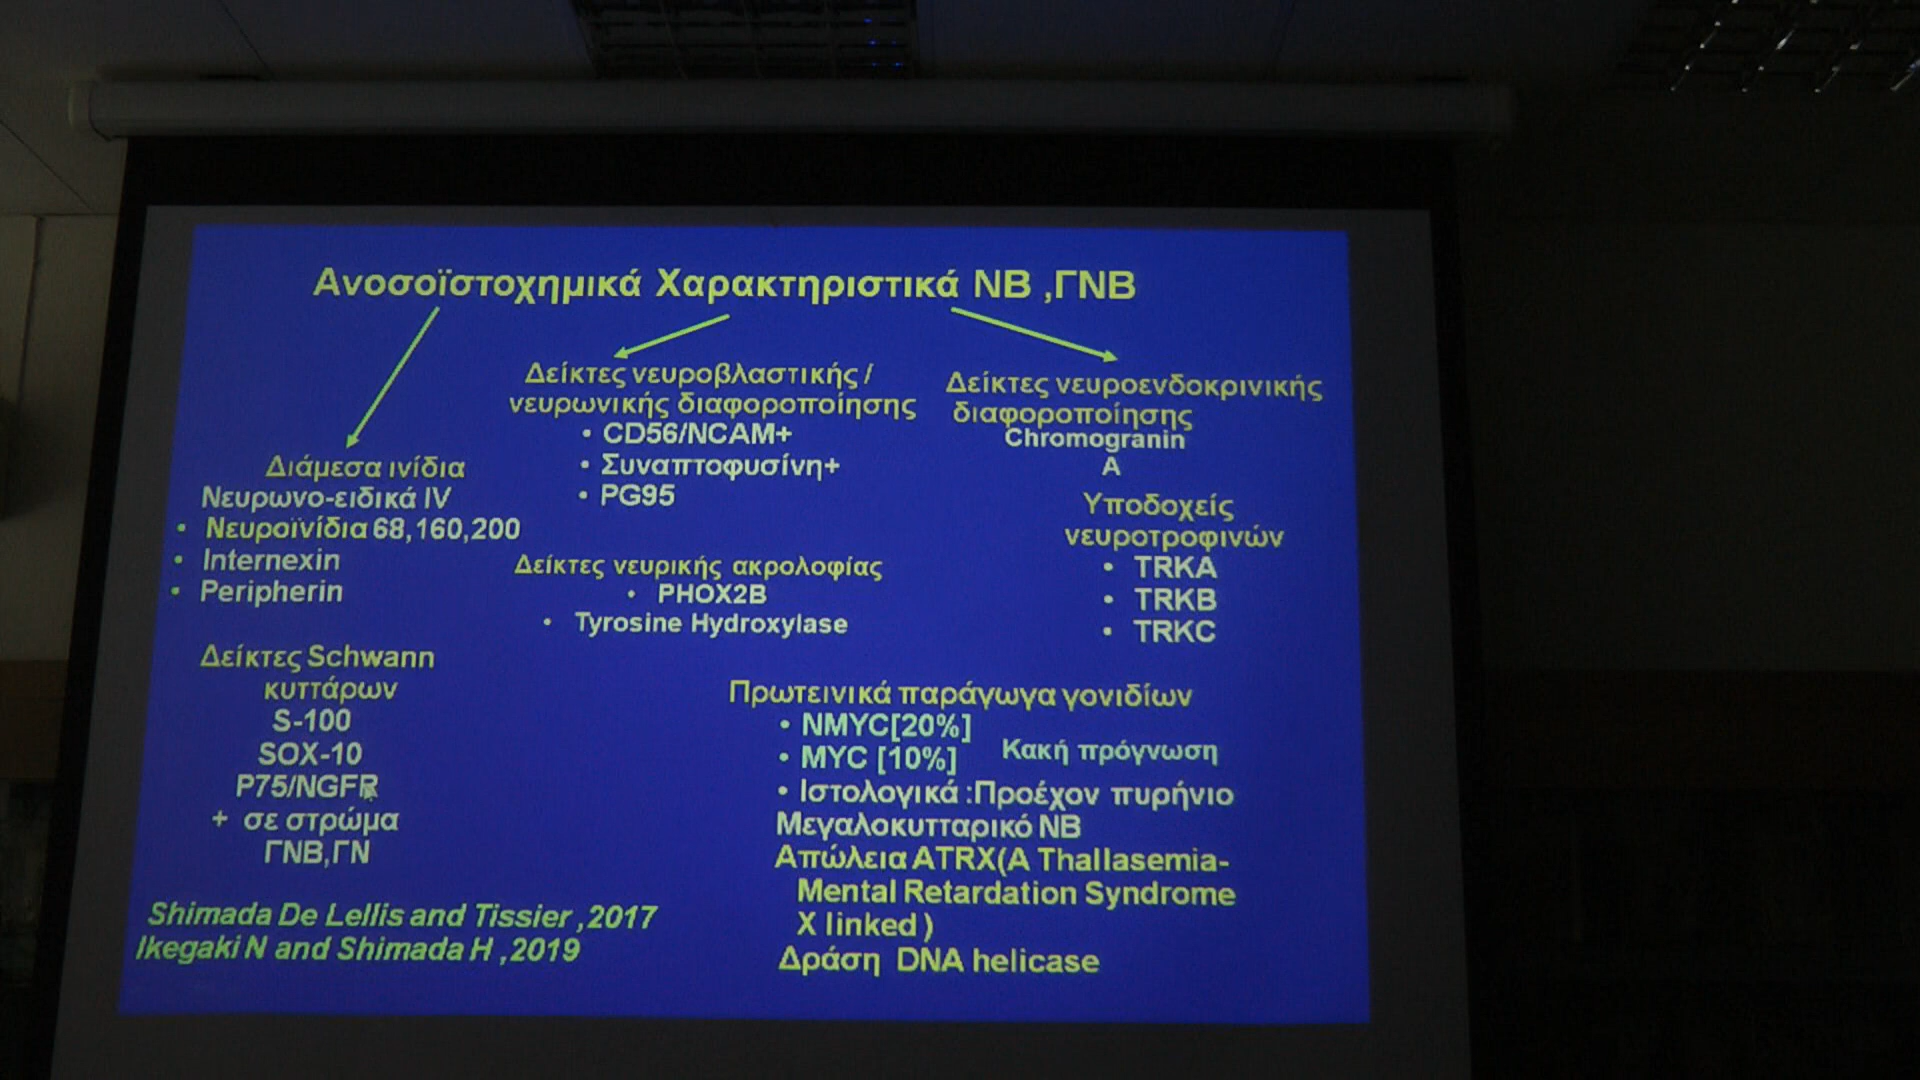 Ανοσοϊστοχημικά Χαρακτηριστικά NB ,ΓΝΒ
Διάμεσα ινίδια
Νευρωνο-ειδικά IV
• Νευροϊνίδια 68,160,200
• Internexin
• Peripherin
Δείκτες Schwann
κυττάρων
S-100
SOX-10
P75/NGFR
+ σε στρώμα
ΓΝΒ,ΓΝ
Δείκτες νευροβλαστικής /
νευρωνικής διαφοροποίησης
• CD56/NCAM+
• Συναπτοφυσίνη+
• PG95
Δείκτες νευρικής ακρολοφίας
• PHOX2B
• Tyrosine Hydroxylase
Δείκτες νευροενδοκρινικής
διαφοροποίησης
Chromogranin
A
Υποδοχείς
νευροτροφινών
• TRKA
• TRKB
• TRKC
Πρωτεινικά παράγωγα γονιδίων
• NMYC[20%]
• MYC [10%] Κακή πρόγνωση
• Ιστολογικά :Προέχον πυρήνιο
Μεγαλοκυτταρικό NB
Απώλεια ATRX(A Thallasemia-
Mental Retardation Syndrome
X linked )
Δράση DNA helicase
Shimada De Lellis and Tissier ,2017
Ikegaki N and Shimada H ,2019